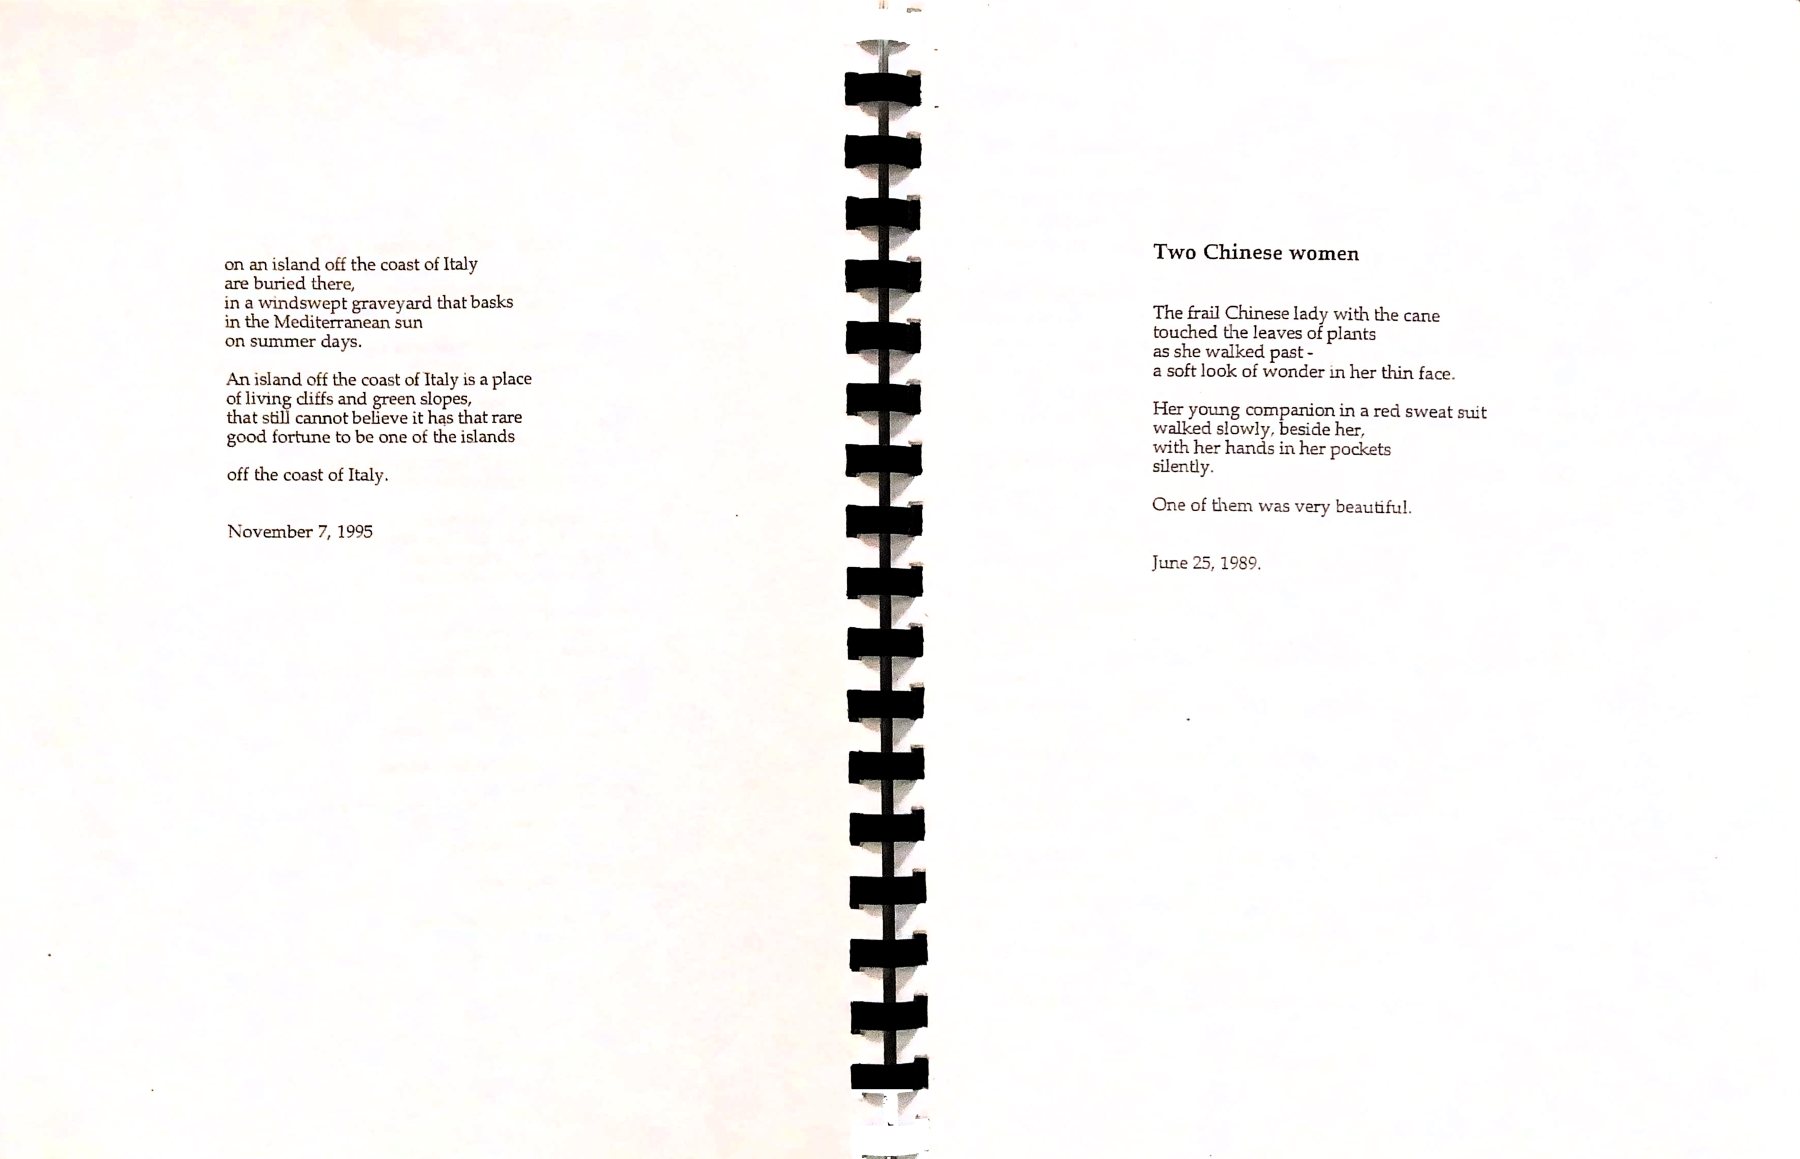 on an island off the coast of Italy
are buried there,
in a windswept graveyard that basks
in the Mediterranean sun
on summer days.
An island off the coast of Italy is a place
of living cliffs and green slopes,
that still cannot believe it has that rare
good fortune to be one of the islands
off the coast of Italy.
November 7, 1995
Two Chinese women
The frail Chinese lady with the cane
touched the leaves of plants
as she walked past -
a soft look of wonder in her thin face.
Her young companion in a red sweat suit
walked slowly, beside her,
with her hands in her pockets
silently.
One of them was very beautiful.
June 25, 1989.